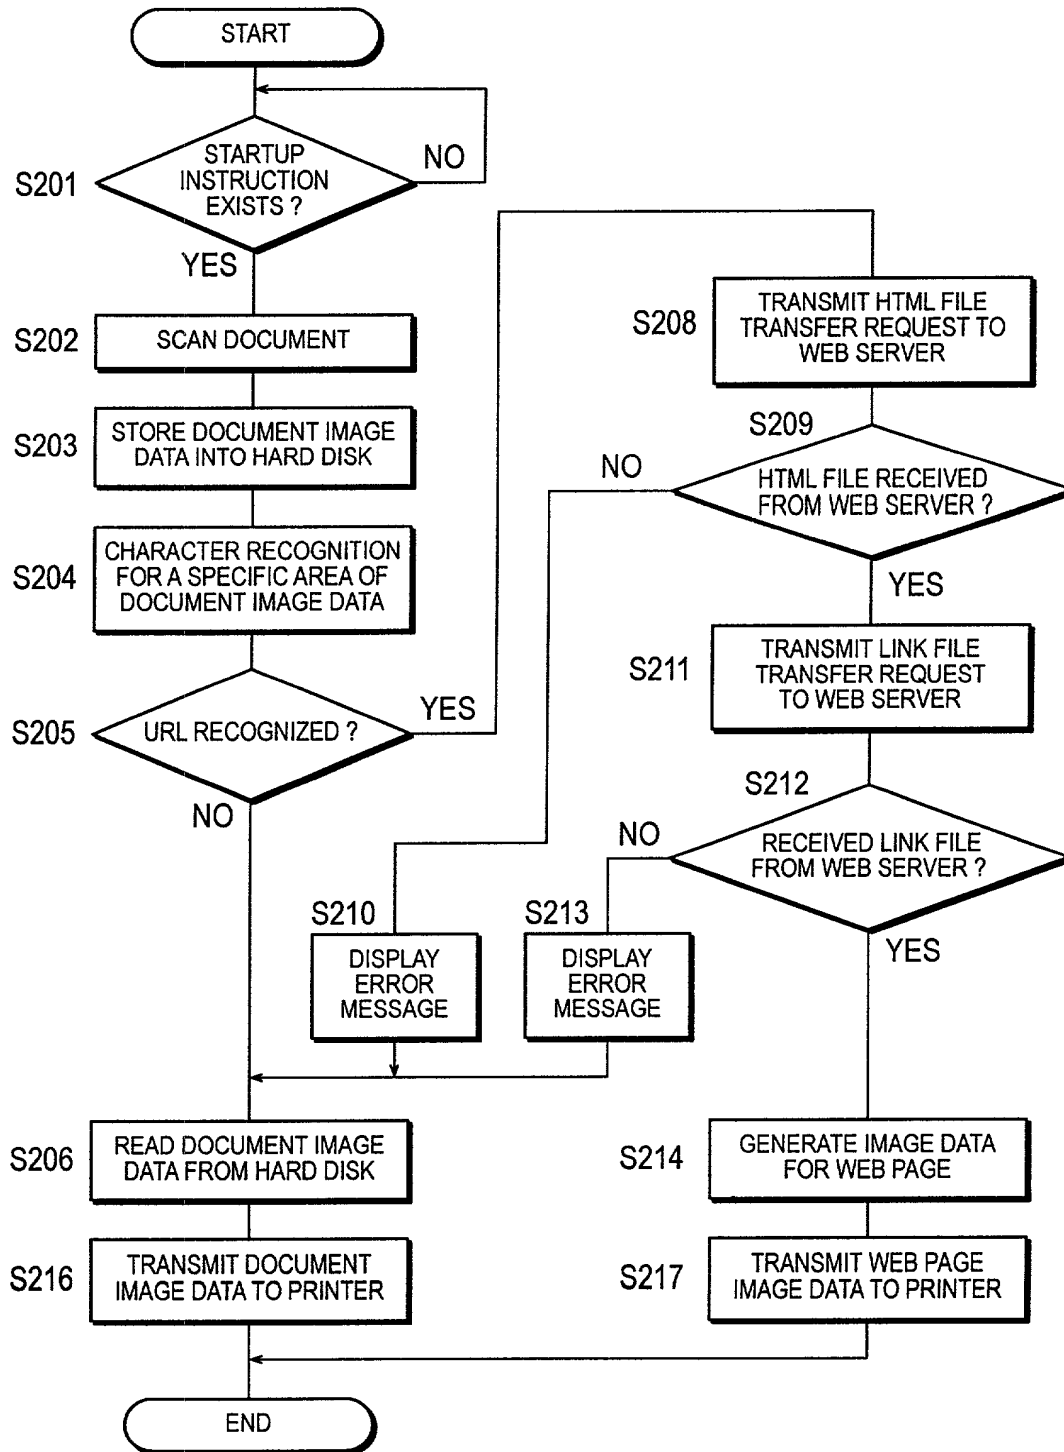 START
S201
STARTUP
INSTRUCTION
EXISTS ?
NO
YES
S202
SCAN DOCUMENT
S203
STORE DOCUMENT IMAGE
DATA INTO HARD DISK
S204
CHARACTER RECOGNITION
FOR A SPECIFIC AREA OF
DOCUMENT IMAGE DATA
S205
URL RECOGNIZED ?
YES
NO
S208
TRANSMIT HTML FILE
TRANSFER REQUEST TO
WEB SERVER
S209
HTML FILE RECEIVED
FROM WEB SERVER ?
NO
YES
S211
TRANSMIT LINK FILE
TRANSFER REQUEST
TO WEB SERVER
S212
RECEIVED LINK FILE
FROM WEB SERVER ?
NO
YES
S210
DISPLAY
ERROR
MESSAGE
S213
DISPLAY
ERROR
MESSAGE
S206
READ DOCUMENT IMAGE
DATA FROM HARD DISK
S216
TRANSMIT DOCUMENT
IMAGE DATA TO PRINTER
S214
GENERATE IMAGE DATA
FOR WEB PAGE
S217
TRANSMIT WEB PAGE
IMAGE DATA TO PRINTER
END